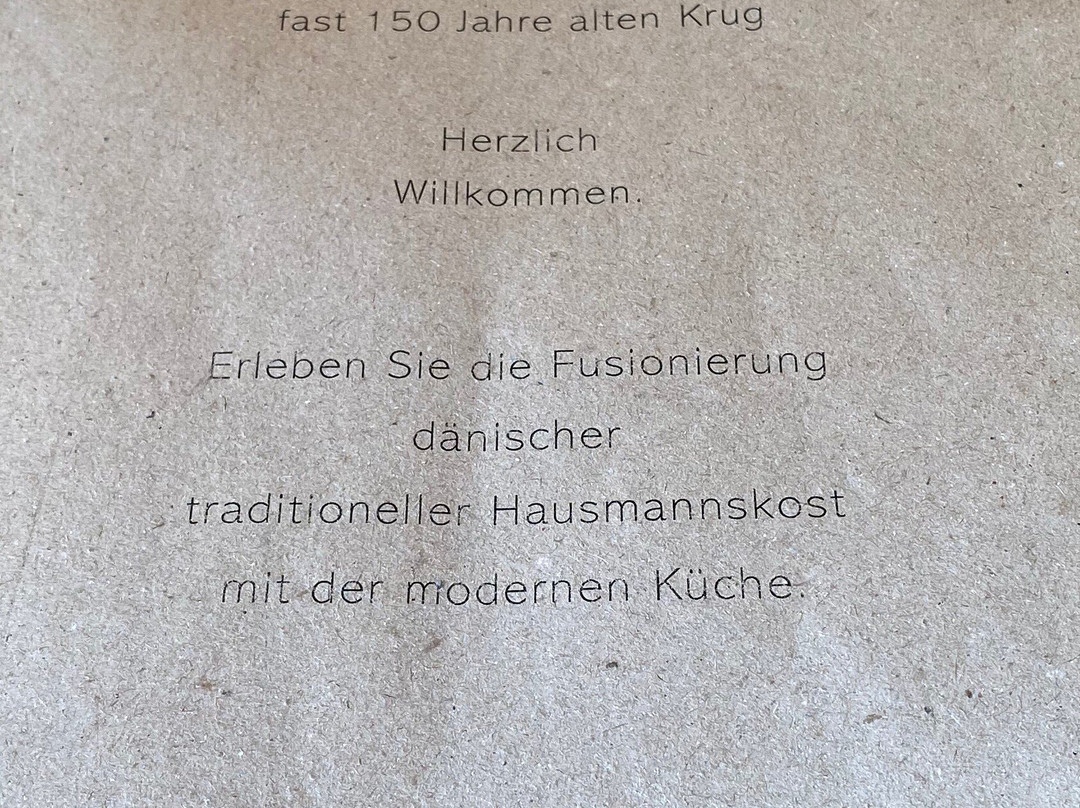 fast 150 Jahre alten Krug
Herzlich
Willkommen.
Erleben Sie die Fusionierung
dänischer
traditioneller Hausmannskost
mit der modernen Küche.